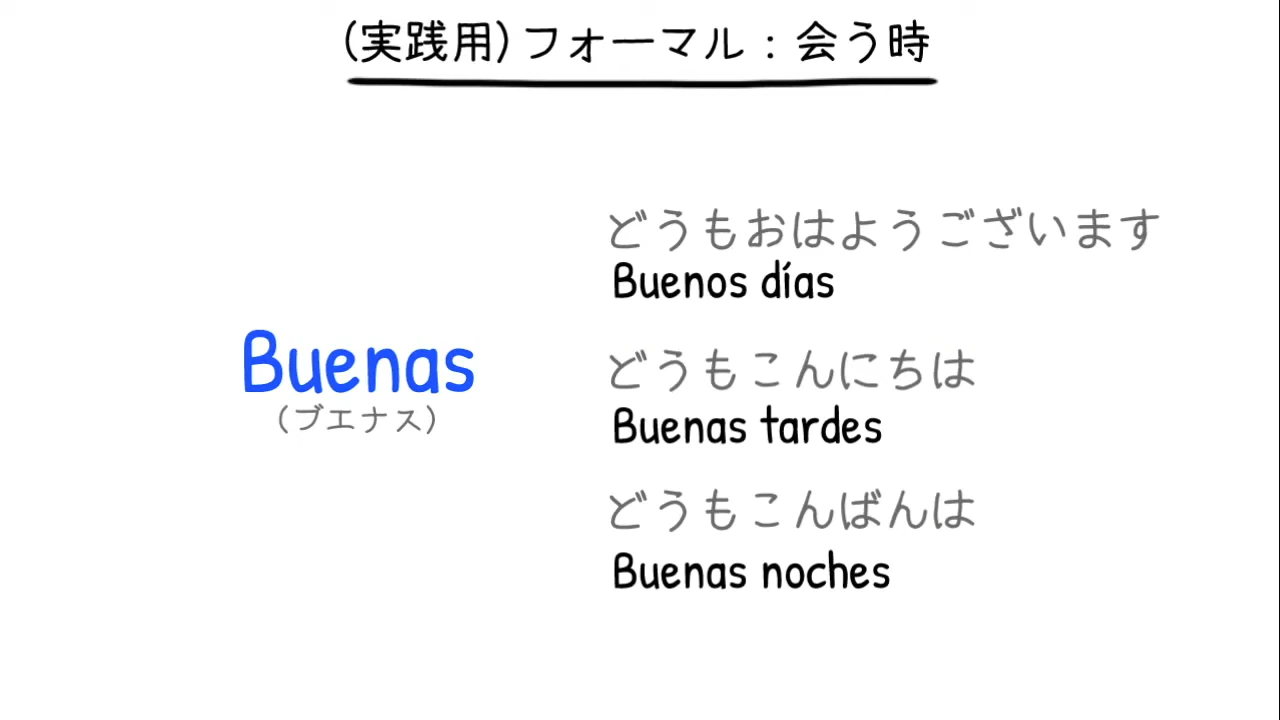 (実践用)フォーマル：会う時
Buenas
(ブエナス)
どうもおはようございます
Buenos días
どうもこんにちは
Buenas tardes
どうもこんばんは
Buenas noches